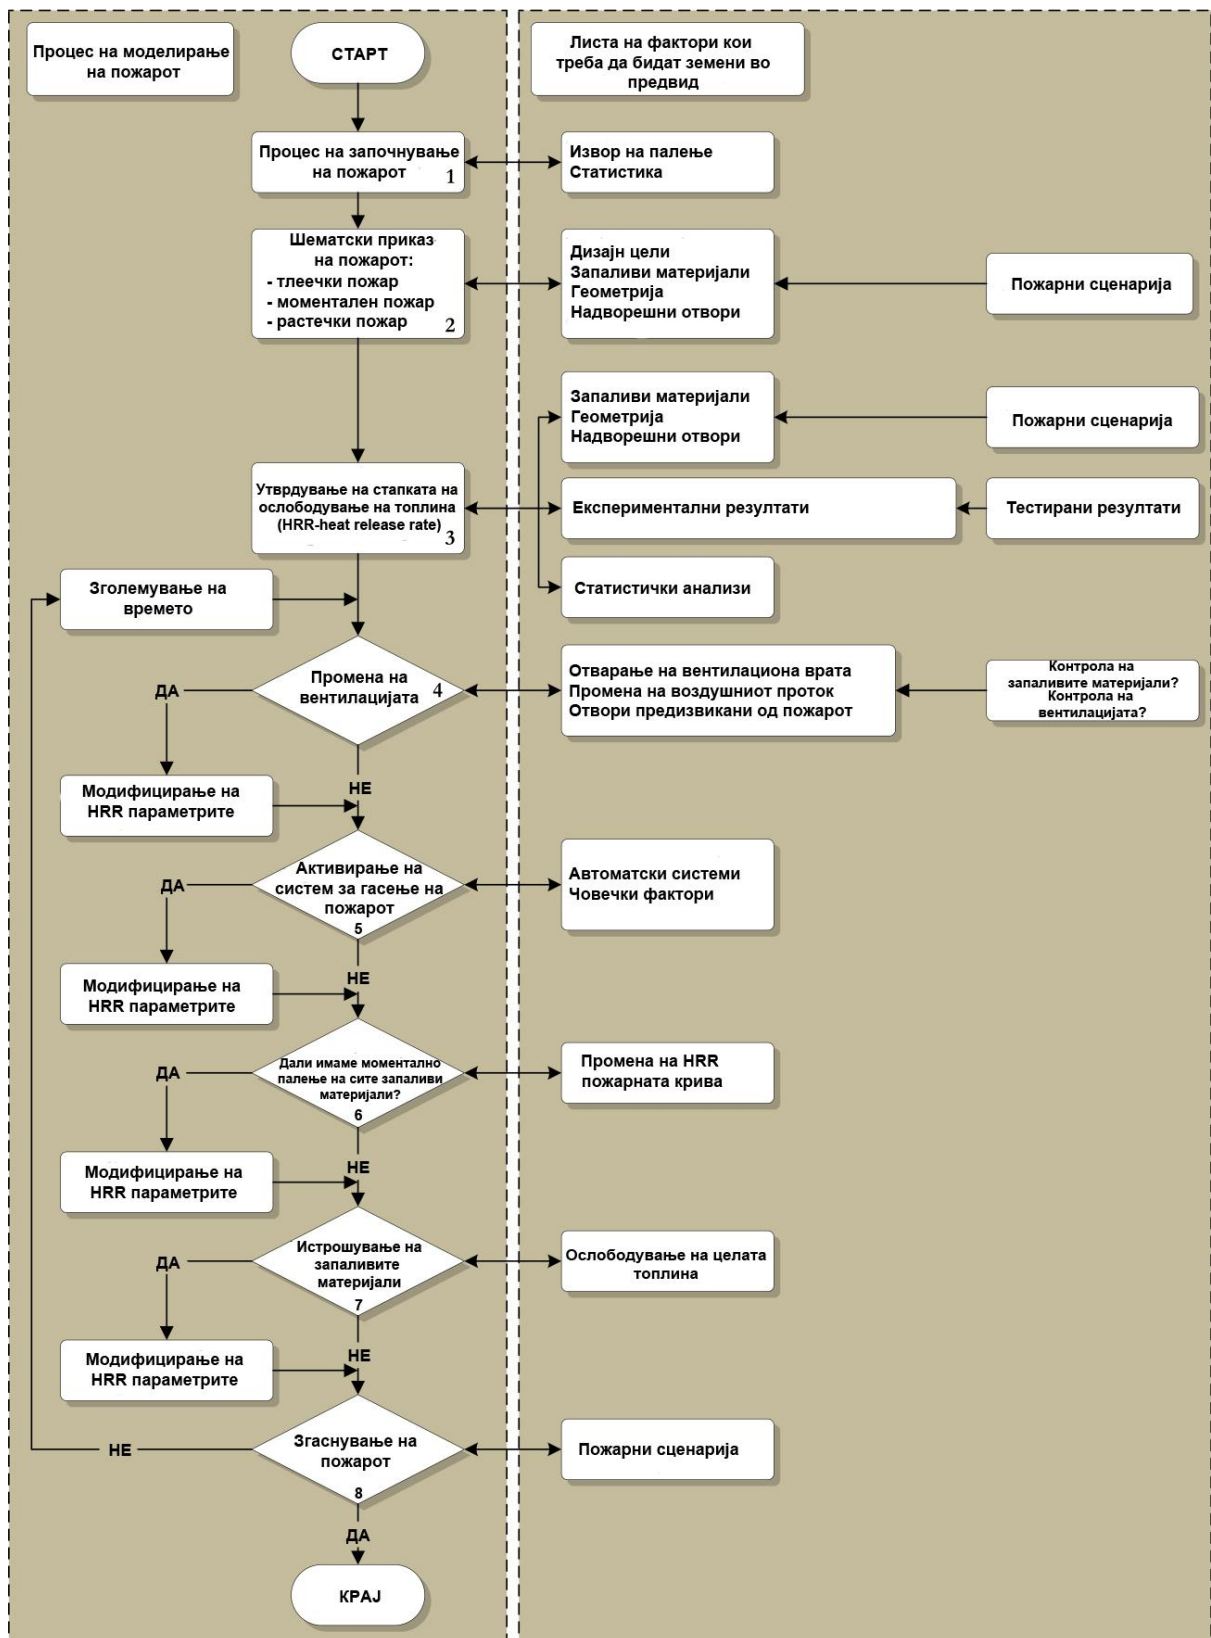 Процес на моделирање
на пожарот
СТАРТ
Листа на фактори кои
треба да бидат земени во
предвид
Процес на започнување
на пожарот
1
Извор на палење
Статистика
Шематски приказ
на пожарот:
- тлеечки пожар
- моментален пожар
- растечки пожар
2
Дизајн цели
Запаливи материјали
Геометрија
Надворешни отвори
Пожарни сценарија
Запаливи материјали
Геометрија
Надворешни отвори
Пожарни сценарија
Утврдување на стапката на
ослободување на топлина
(HRR-heat release rate)
3
Експериментални резултати
Тестирани резултати
Статистички анализи
Зголемување на
времето
Промена на
вентилацијата
4
ДА
НЕ
Отварање на вентилациона врата
Промена на воздушниот проток
Отвори предизвикани од пожарот
Контрола на
запаливите материјали?
Контрола на
вентилацијата?
Модифицирање на
HRR параметрите
Активирање на
систем за гасење на
пожарот
5
ДА
НЕ
Автоматски системи
Човечки фактори
Модифицирање на
HRR параметрите
Дали имаме моментално
палење на сите запаливи
материјали?
6
ДА
НЕ
Промена на HRR
пожарната крива
Модифицирање на
HRR параметрите
Истрошување на
запаливите
материјали
7
ДА
НЕ
Ослободување на целата
топлина
Модифицирање на
HRR параметрите
Згаснување на
пожарот
8
НЕ
ДА
Пожарни сценарија
КРАЈ